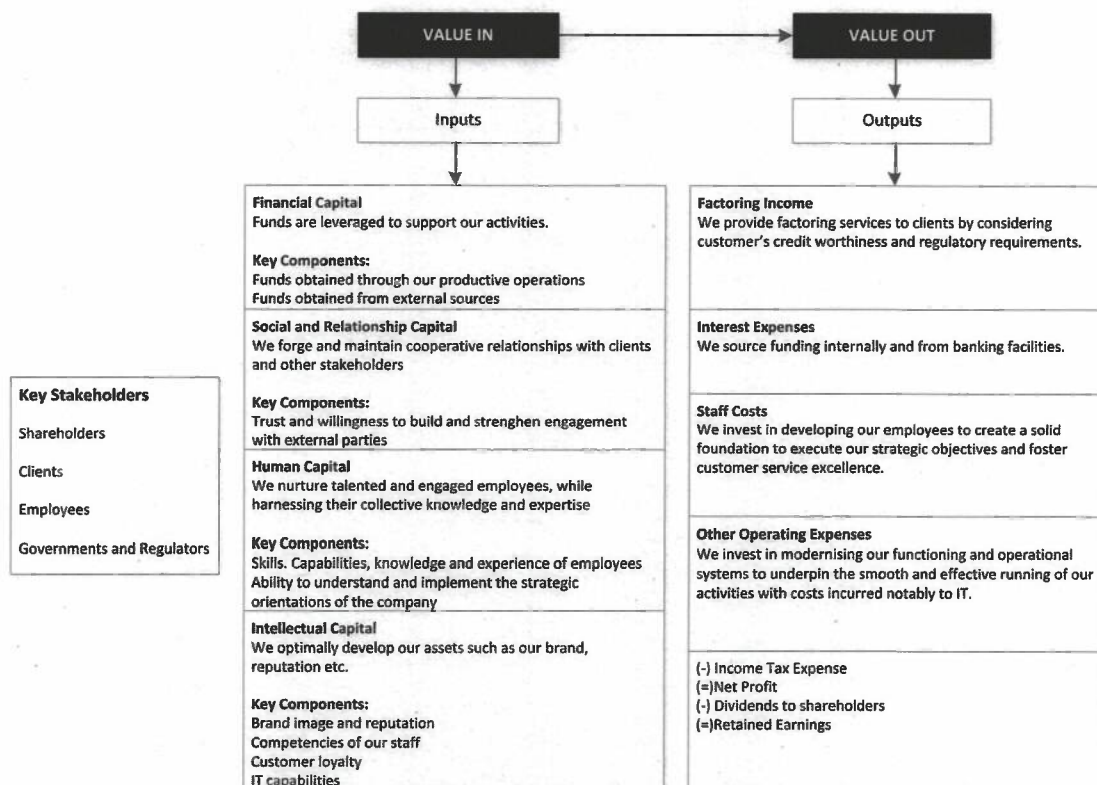 VALUE IN
VALUE OUT
Inputs
Outputs
Key Stakeholders
Shareholders
Clients
Employees
Governments and Regulators
Financial Capital
Funds are leveraged to support our activities.
Key Components:
Funds obtained through our productive operations
Funds obtained from external sources
Social and Relationship Capital
We forge and maintain cooperative relationships with clients
and other stakeholders
Key Components:
Trust and willingness to build and strenghen engagement
with external parties
Human Capital
We nurture talented and engaged employees, while
harnessing their collective knowledge and expertise
Key Components:
Skills. Capabilities, knowledge and experience of employees
Ability to understand and implement the strategic
orientations of the company
Intellectual Capital
We optimally develop our assets such as our brand,
reputation etc.
Key Components:
Brand image and reputation
Competencies of our staff
Customer loyalty
IT capabilities
Factoring Income
We provide factoring services to clients by considering
customer's credit worthiness and regulatory requirements.
Interest Expenses
We source funding internally and from banking facilities.
Staff Costs
We invest in developing our employees to create a solid
foundation to execute our strategic objectives and foster
customer service excellence.
Other Operating Expenses
We invest in modernising our functioning and operational
systems to underpin the smooth and effective running of our
activities with costs incurred notably to IT.
(-) Income Tax Expense
(=)Net Profit
(-) Dividends to shareholders
(=)Retained Earnings